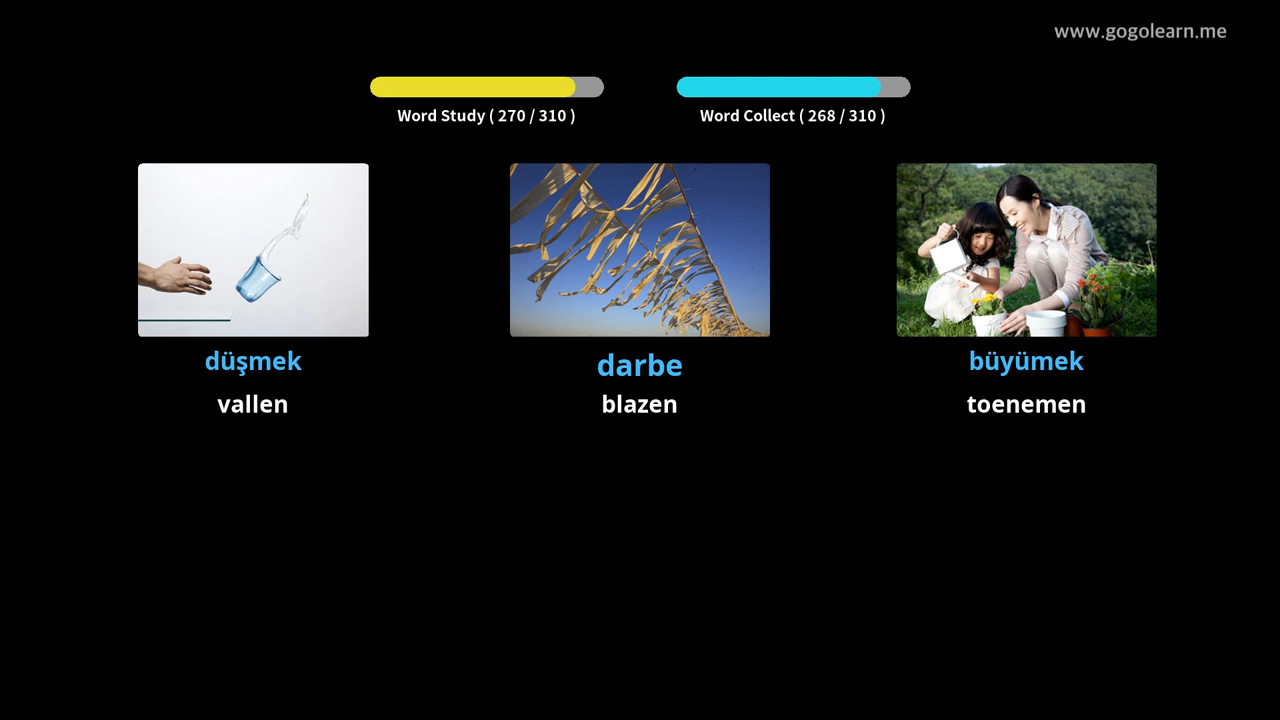 www.gogolearn.me
Word Study ( 270 / 310 )
Word Collect ( 268 / 310 )
düşmek
darbe
büyümek
vallen
blazen
toenemen